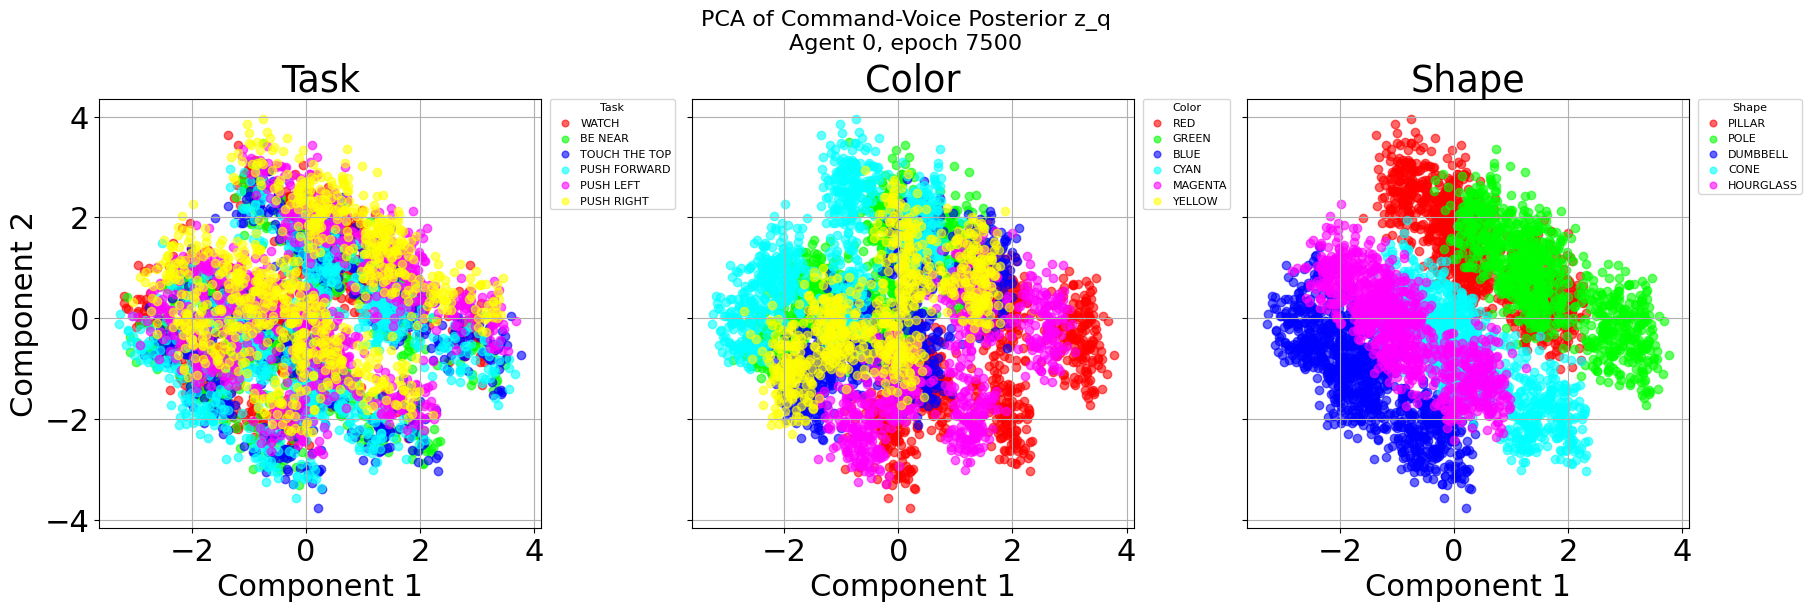 PCA of Command-Voice Posterior z_q
Agent 0, epoch 7500
Task
Color
Shape
Component 2
4
2
0
−2
−4
−2
0
2
4
Component 1
Task
WATCH
BE NEAR
TOUCH THE TOP
PUSH FORWARD
PUSH LEFT
PUSH RIGHT
−2
0
2
4
Component 1
Color
RED
GREEN
BLUE
CYAN
MAGENTA
YELLOW
−2
0
2
4
Component 1
Shape
PILLAR
POLE
DUMBBELL
CONE
HOURGLASS